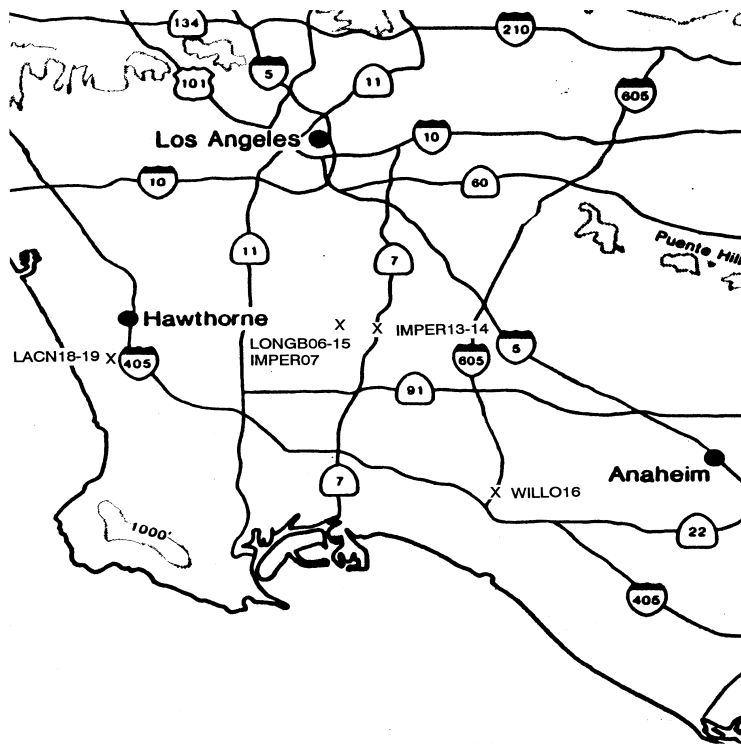 134
210
101
5
11
605
Los Angeles
10
10
60
11
7
Puente Hill
Hawthorne
LONGB06-15
IMPER07
X
X
IMPER13-14
LACN18-19 X
405
605
5
91
Anaheim
7
X WILLO16
1000'
22
405